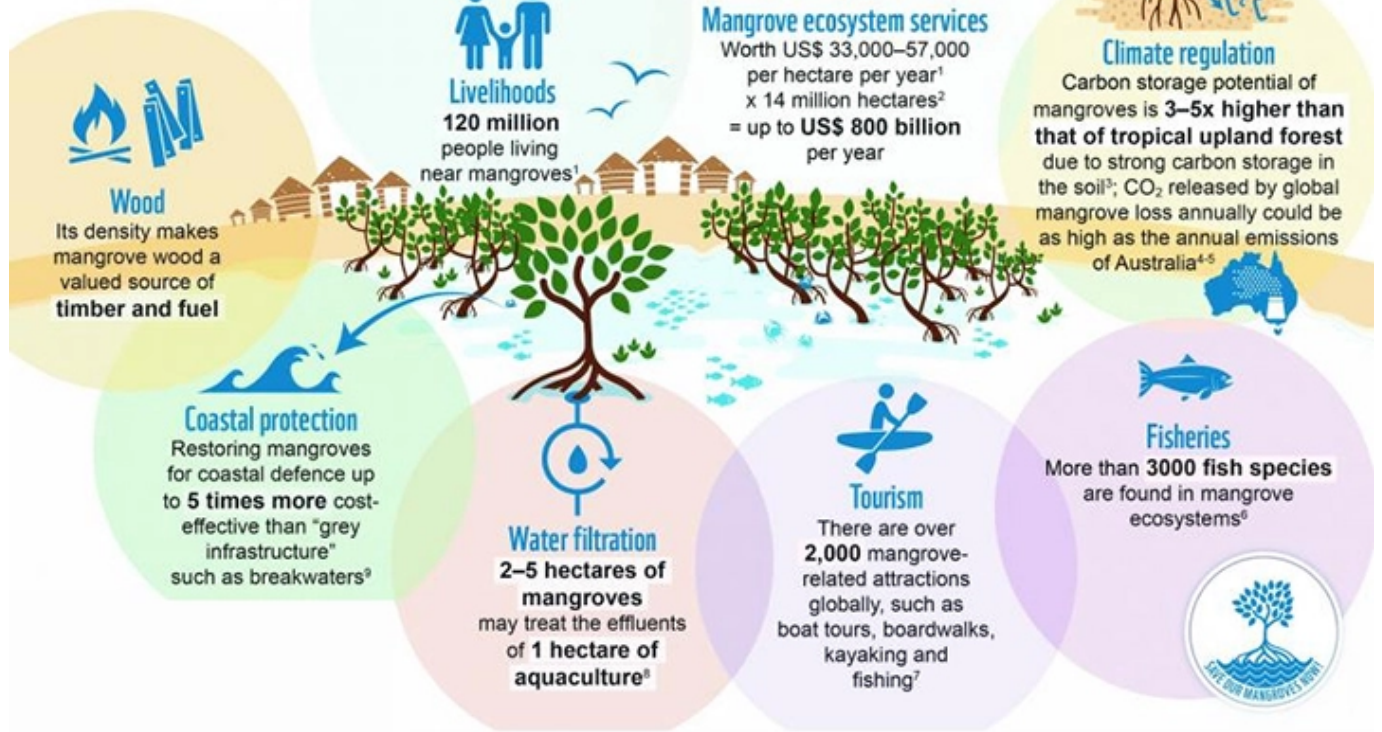 Mangrove ecosystem services
Worth US$ 33,000–57,000
per hectare per year¹
x 14 million hectares²
= up to US$ 800 billion
per year
Livelihoods
120 million
people living
near mangroves¹
Climate regulation
Carbon storage potential of
mangroves is 3–5x higher than
that of tropical upland forest
due to strong carbon storage in
the soil³; CO₂ released by global
mangrove loss annually could be
as high as the annual emissions
of Australia⁴⁻⁵
Wood
Its density makes
mangrove wood a
valued source of
timber and fuel
Coastal protection
Restoring mangroves
for coastal defence up
to 5 times more cost-
effective than “grey
infrastructure”
such as breakwaters⁹
Water filtration
2–5 hectares of
mangroves
may treat the effluents
of 1 hectare of
aquaculture⁸
Tourism
There are over
2,000 mangrove-
related attractions
globally, such as
boat tours, boardwalks,
kayaking and
fishing⁷
Fisheries
More than 3000 fish species
are found in mangrove
ecosystems⁶
SAVE OUR MANGROVES NOW!